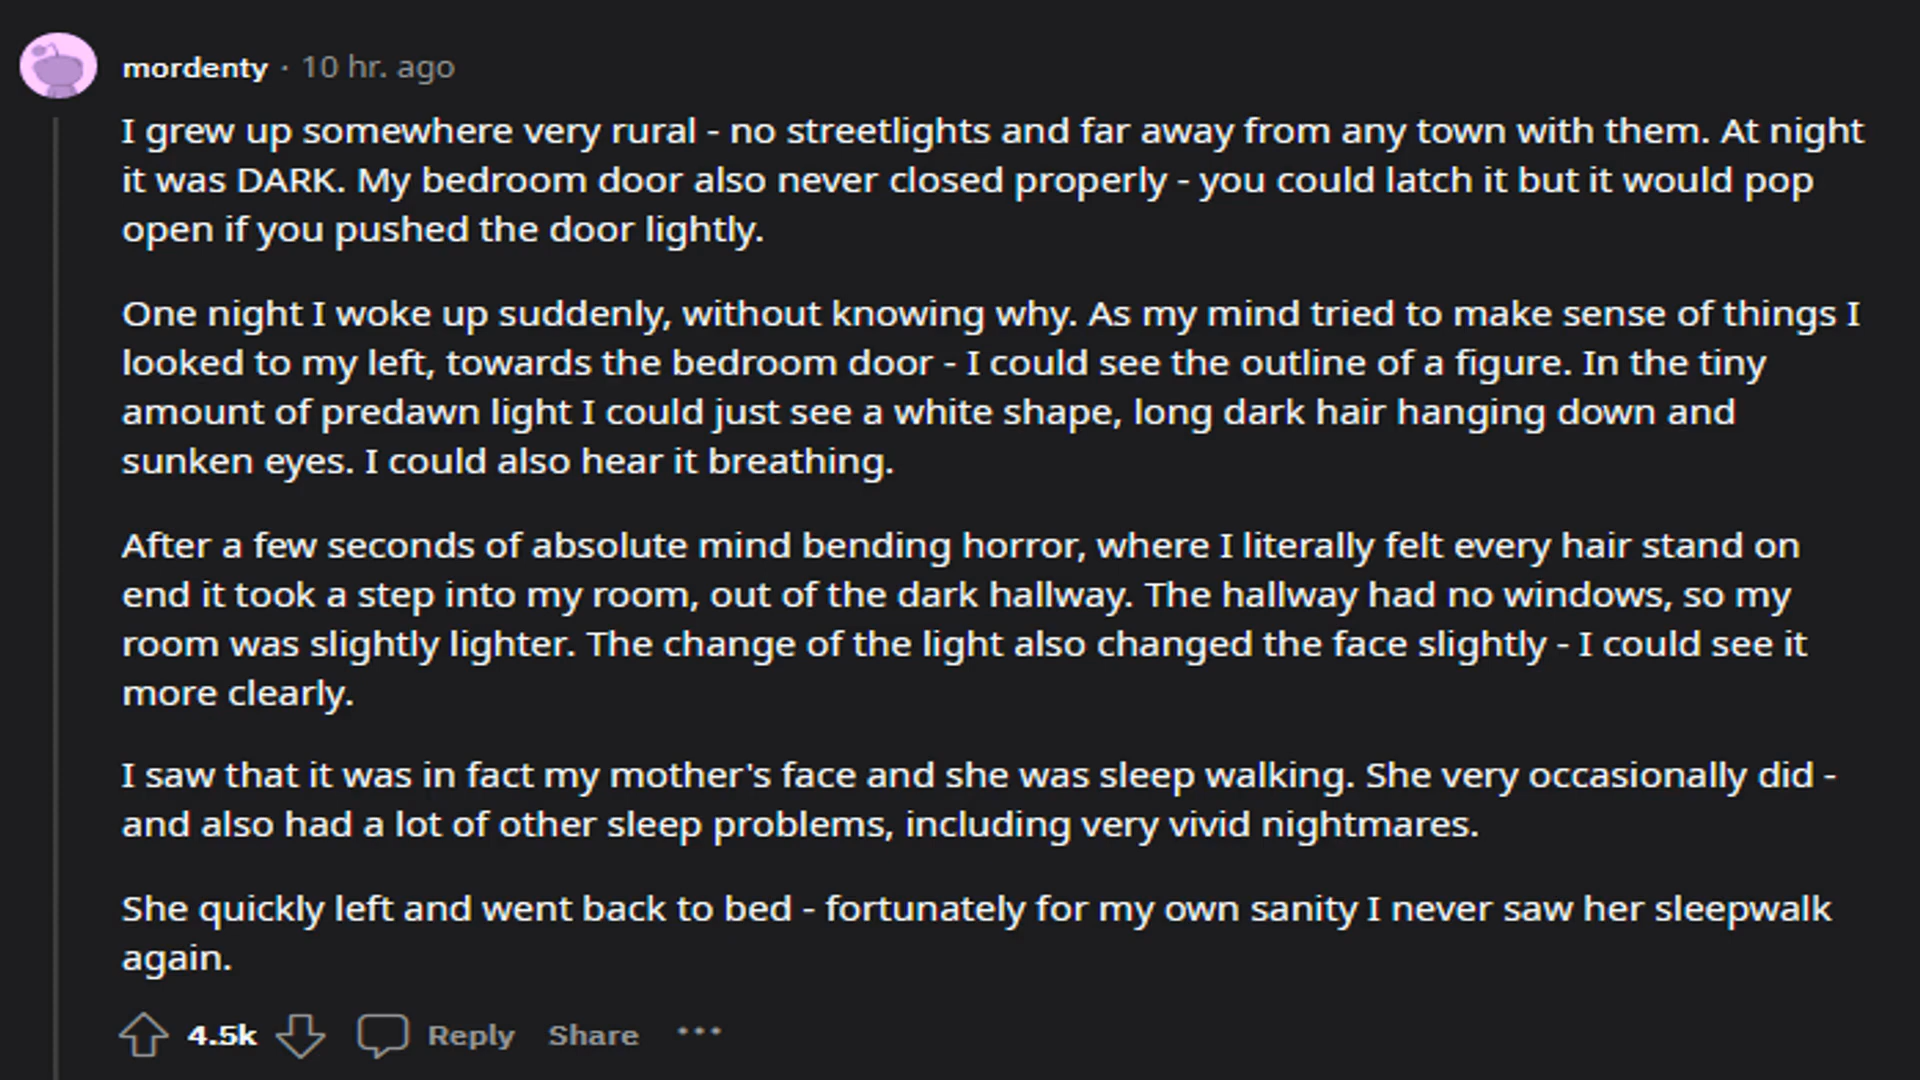 mordenty · 10 hr. ago
I grew up somewhere very rural - no streetlights and far away from any town with them. At night
it was DARK. My bedroom door also never closed properly - you could latch it but it would pop
open if you pushed the door lightly.
One night I woke up suddenly, without knowing why. As my mind tried to make sense of things I
looked to my left, towards the bedroom door - I could see the outline of a figure. In the tiny
amount of predawn light I could just see a white shape, long dark hair hanging down and
sunken eyes. I could also hear it breathing.
After a few seconds of absolute mind bending horror, where I literally felt every hair stand on
end it took a step into my room, out of the dark hallway. The hallway had no windows, so my
room was slightly lighter. The change of the light also changed the face slightly - I could see it
more clearly.
I saw that it was in fact my mother's face and she was sleep walking. She very occasionally did -
and also had a lot of other sleep problems, including very vivid nightmares.
She quickly left and went back to bed - fortunately for my own sanity I never saw her sleepwalk
again.
4.5k Reply Share ...